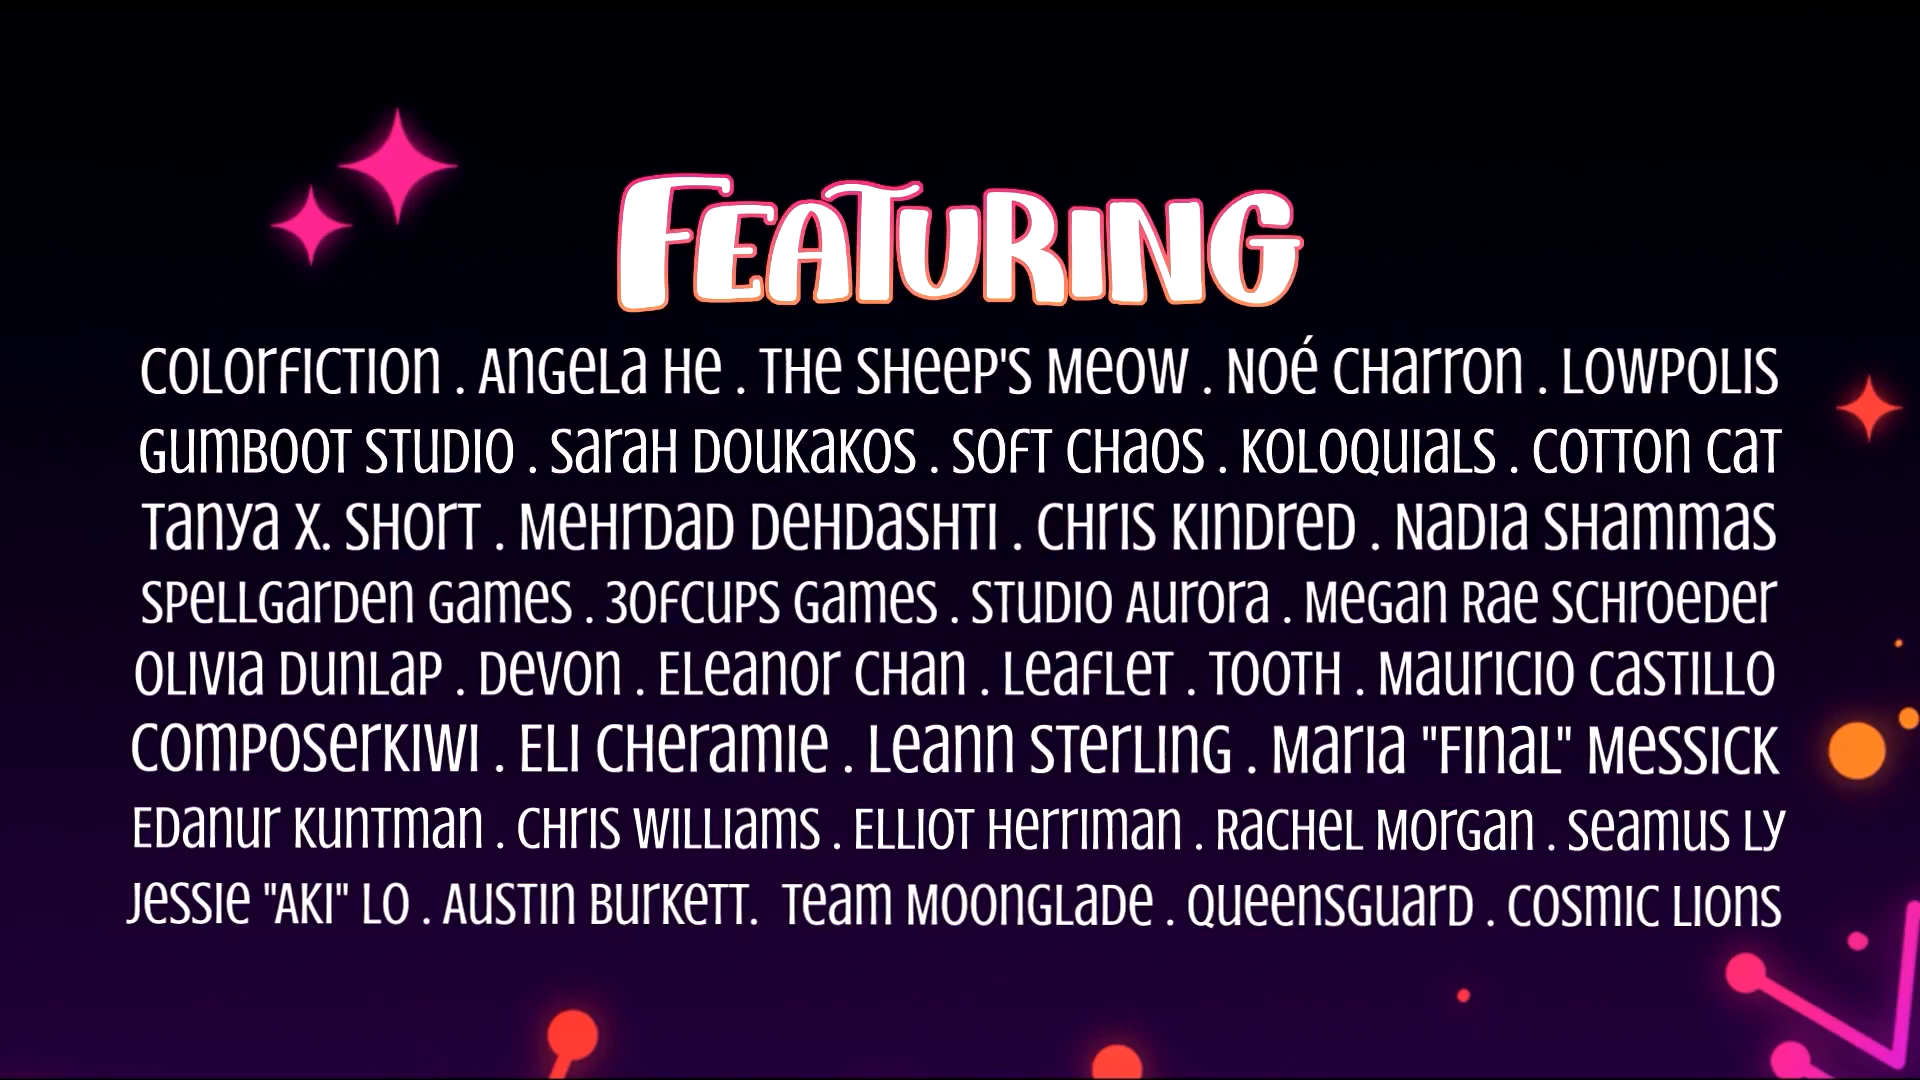 FEATURING
COLORFICTION . ANGELA HE . THE SHEEP'S MEOW . NOÉ CHARRON . LOWPOLIS
GUMBOOT STUDIO . SARAH DOUKAKOS . SOFT CHAOS . KOLOQUIALS . COTTON CAT
TANYA X. SHORT . MEHRDAD DEHDASHTI . CHRIS KINDRED . NADIA SHAMMAS
SPELLGARDEN GAMES . 3OFCUPS GAMES . STUDIO AURORA . MEGAN RAE SCHROEDER
OLIVIA DUNLAP . DEVON . ELEANOR CHAN . LEAFLET . TOOTH . MAURICIO CASTILLO
COMPOSERKIWI . ELI CHERAMIE . LEANN STERLING . MARIA "FINAL" MESSICK
EDANUR KUNTMAN . CHRIS WILLIAMS . ELLIOT HERRIMAN . RACHEL MORGAN . SEAMUS LY
JESSIE "AKI" LO . AUSTIN BURKETT. TEAM MOONGLADE . QUEENSGUARD . COSMIC LIONS